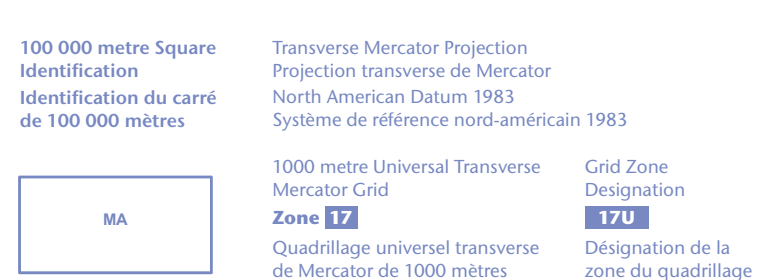 100 000 metre Square
Identification
Identification du carré
de 100 000 mètres
MA
Transverse Mercator Projection
Projection transverse de Mercator
North American Datum 1983
Système de référence nord-américain 1983
1000 metre Universal Transverse
Mercator Grid
Zone 17
Quadrillage universel transverse
de Mercator de 1000 mètres
Grid Zone
Designation
17U
Désignation de la
zone du quadrillage